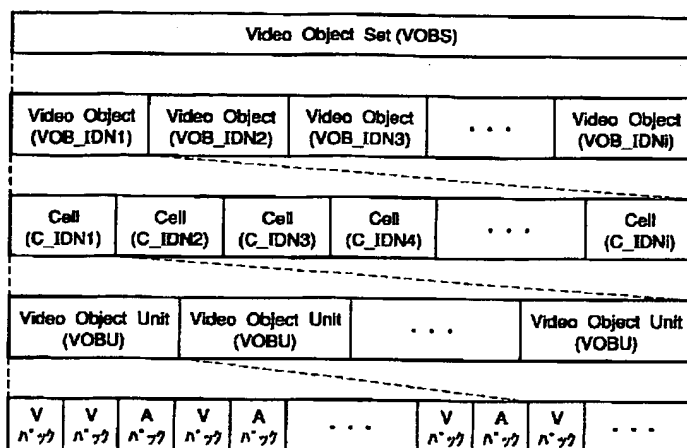 Video Object Set (VOBS)
Video Object Video Object Video Object Video Object
(VOB_IDN1) (VOB_IDN2) (VOB_IDN3) ・・・ (VOB_IDNi)
Cell Cell Cell Cell Cell
(C_IDN1) (C_IDN2) (C_IDN3) (C_IDN4) ・・・ (C_IDNi)
Video Object Unit Video Object Unit Video Object Unit
(VOBU) (VOBU) ・・・ (VOBU)
V V A V A V A V
パック パック パック パック パック ・・・ パック パック パック ・・・